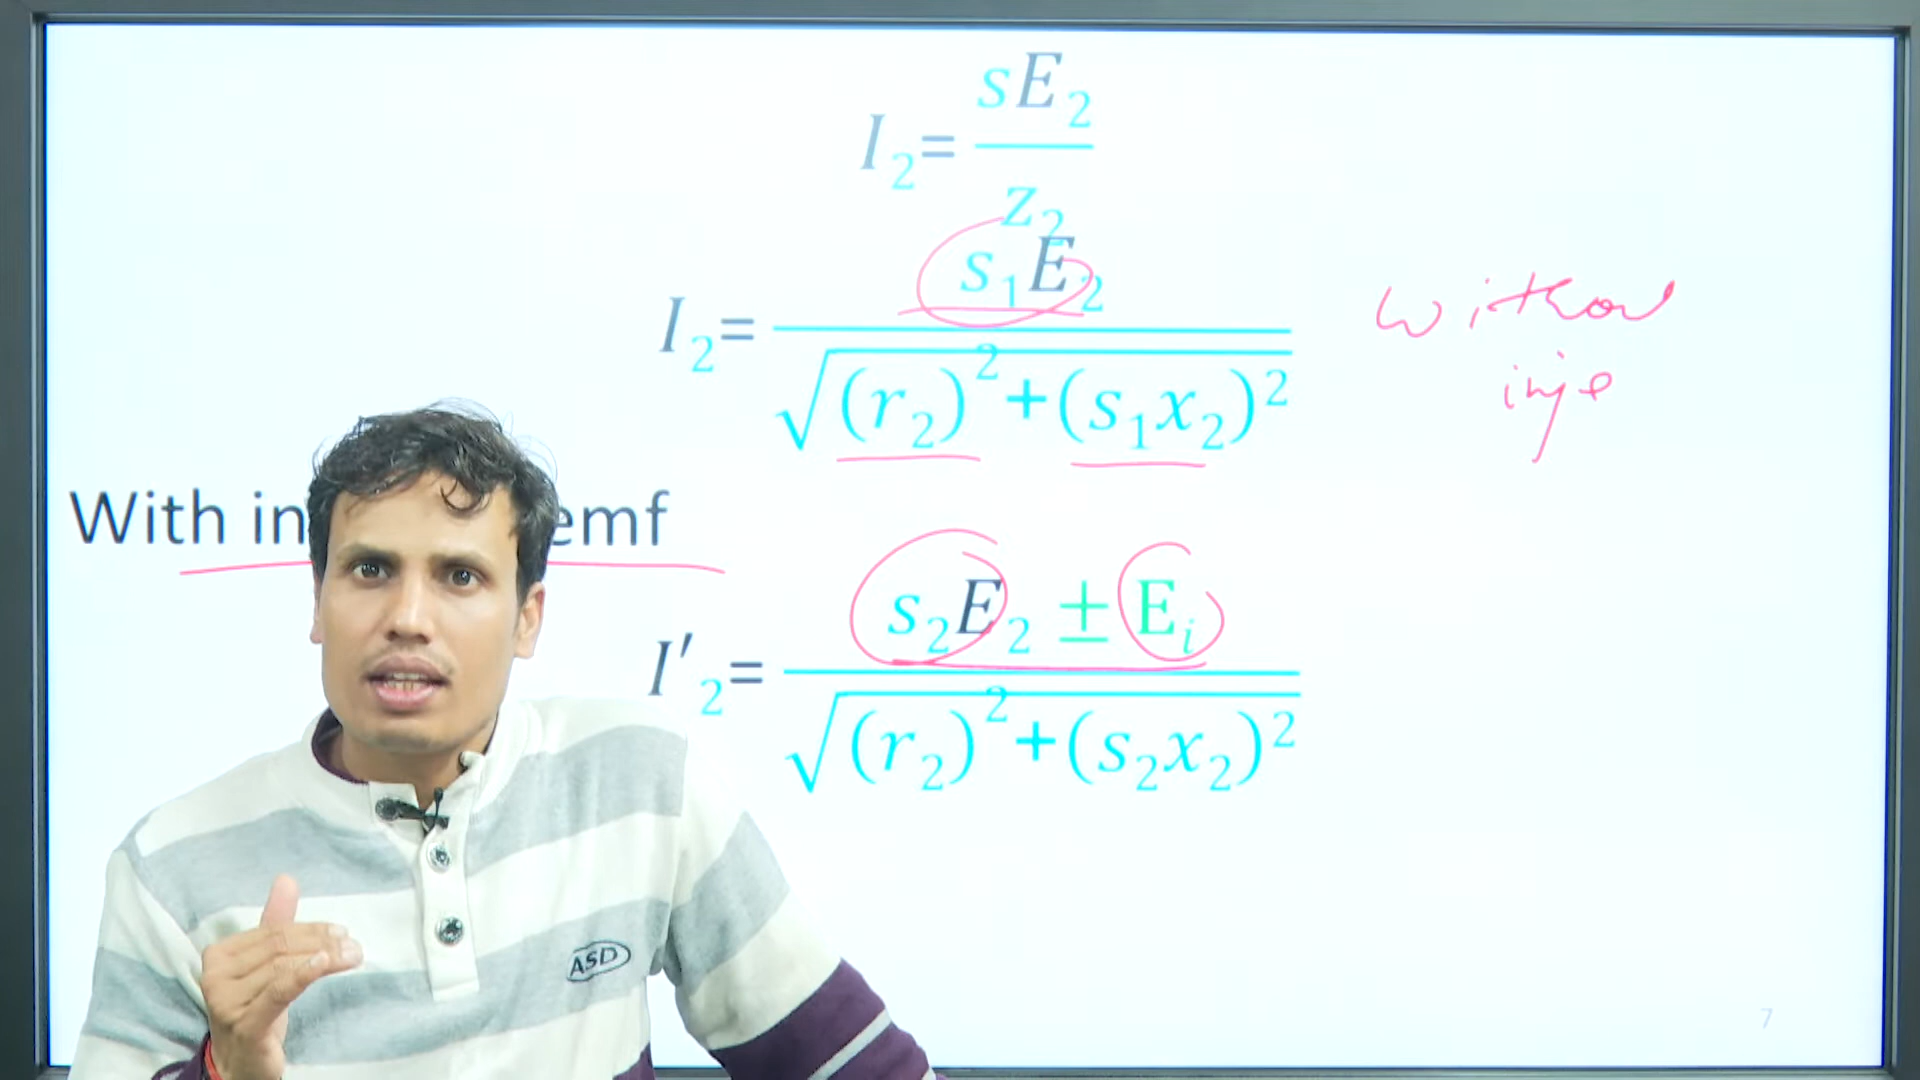 I₂ = sE₂ / z₂
I₂ = s₁E₂ / √((r₂)² + (s₁x₂)²)
Withou
inje
With in emf
I′₂ = (s₂E₂ ± Eᵢ) / √((r₂)² + (s₂x₂)²)
ASD
7